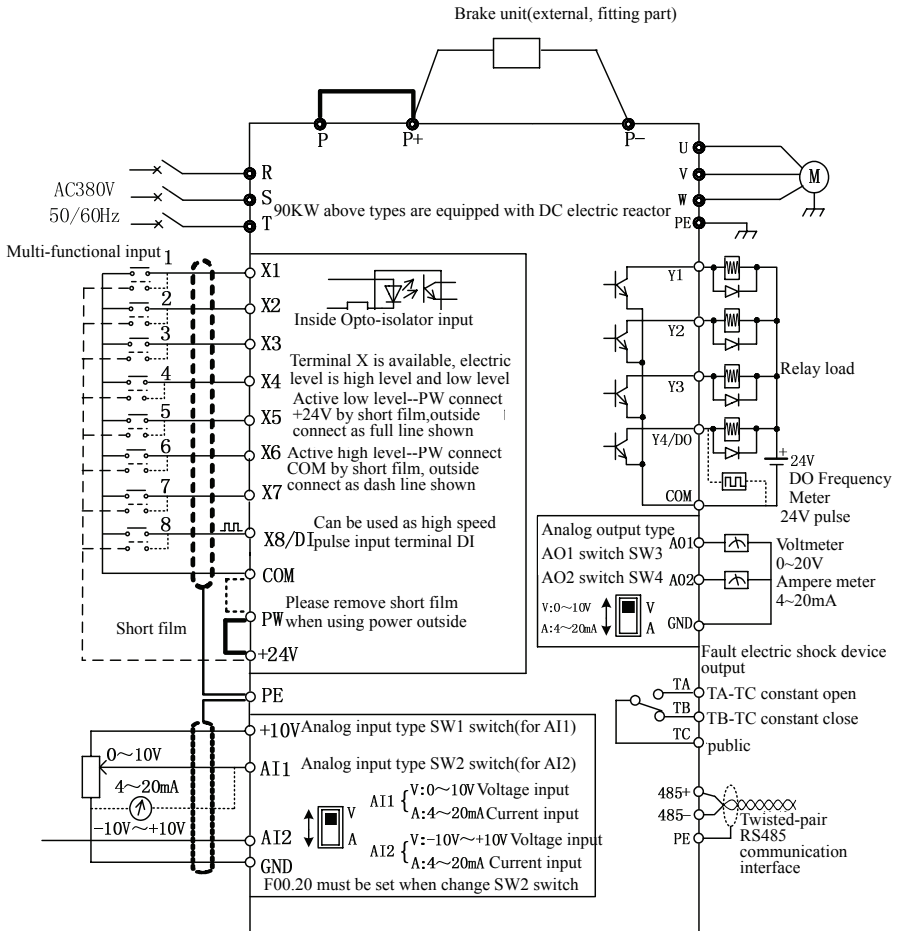 Brake unit(external, fitting part)
P
P+
P-
R
S
T
AC380V
50/60Hz
90KW above types are equipped with DC electric reactor
U
V
W
PE
M
Multi-functional input
1
2
3
4
5
6
7
8
X1
X2
X3
X4
X5
X6
X7
X8/DI
COM
PW
+24V
PE
Short film
Inside Opto-isolator input
Terminal X is available, electric
level is high level and low level
Active low level--PW connect
+24V by short film,outside
connect as full line shown
Active high level--PW connect
COM by short film, outside
connect as dash line shown
Can be used as high speed
pulse input terminal DI
Please remove short film
when using power outside
Y1
Y2
Y3
Y4/DO
COM
Relay load
+
24V
DO Frequency
Meter
24V pulse
Analog output type
AO1 switch SW3
AO2 switch SW4
V:0～10V
A:4～20mA
V
A
AO1
AO2
GND
Voltmeter
0~20V
Ampere meter
4~20mA
Fault electric shock device
output
TA
TB
TC
TA-TC constant open
TB-TC constant close
public
485+
485-
PE
Twisted-pair
RS485
communication
interface
+10V
AI1
AI2
GND
0～10V
4～20mA
-10V～+10V
Analog input type SW1 switch(for AI1)
Analog input type SW2 switch(for AI2)
V
A
AI1 { V:0～10V Voltage input
A:4～20mA Current input
AI2 { V:-10V～+10V Voltage input
A:4～20mA Current input
F00.20 must be set when change SW2 switch